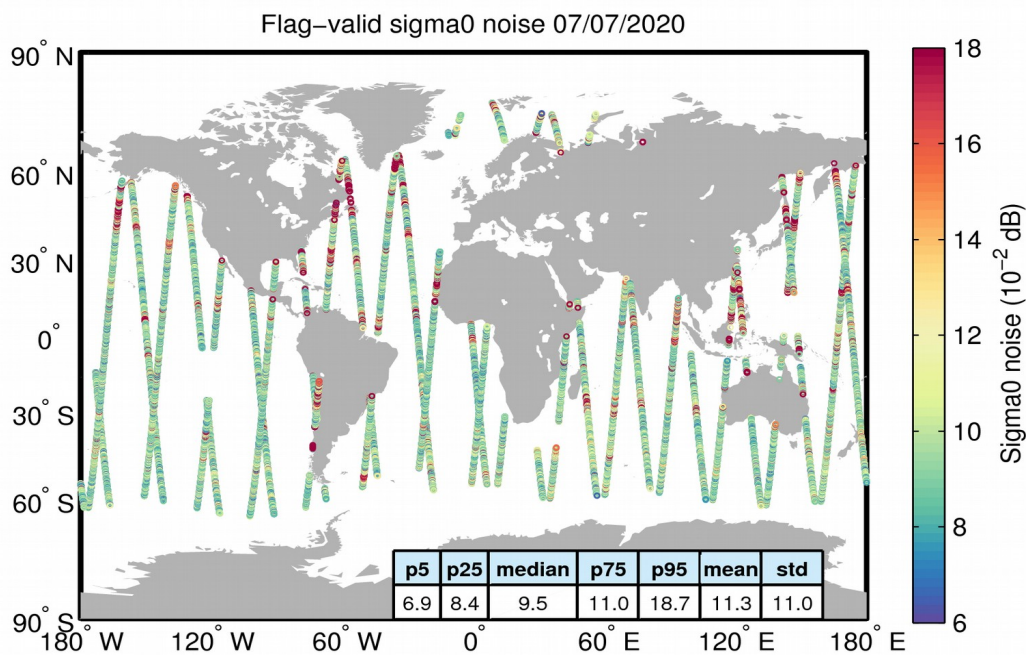 Flag−valid sigma0 noise 07/07/2020
90° N
60° N
30° N
0°
30° S
60° S
90° S
180° W 120° W 60° W 0° 60° E 120° E 180° E
p5 p25 median p75 p95 mean std
6.9 8.4 9.5 11.0 18.7 11.3 11.0
18
16
14
12
10
8
6
Sigma0 noise (10⁻² dB)